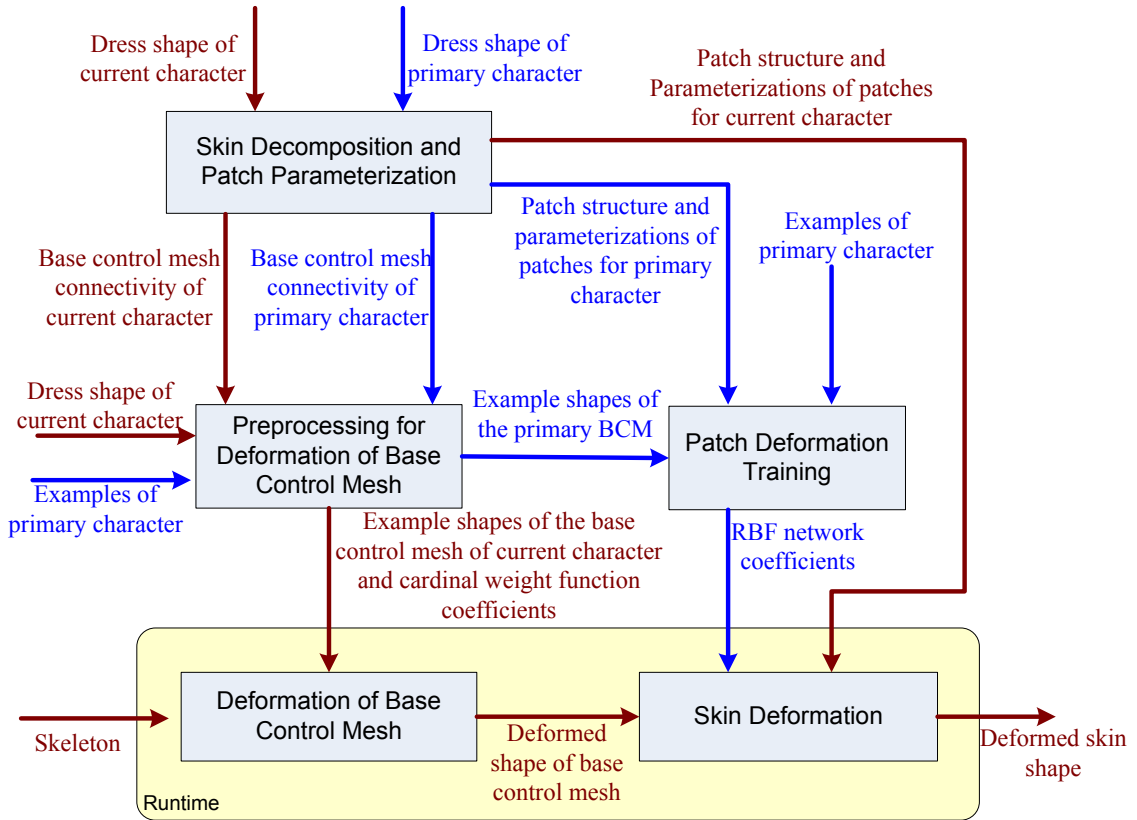 Dress shape of
current character
Dress shape of
primary character
Patch structure and
Parameterizations of patches
for current character
Skin Decomposition and
Patch Parameterization
Base control mesh
connectivity of
current character
Base control mesh
connectivity of
primary character
Patch structure and
parameterizations of
patches for primary
character
Examples of
primary character
Dress shape of
current character
Examples of
primary character
Preprocessing for
Deformation of Base
Control Mesh
Example shapes of
the primary BCM
Patch Deformation
Training
Example shapes of the base
control mesh of current character
and cardinal weight function
coefficients
RBF network
coefficients
Skeleton
Deformation of Base
Control Mesh
Deformed
shape of base
control mesh
Skin Deformation
Deformed skin
shape
Runtime